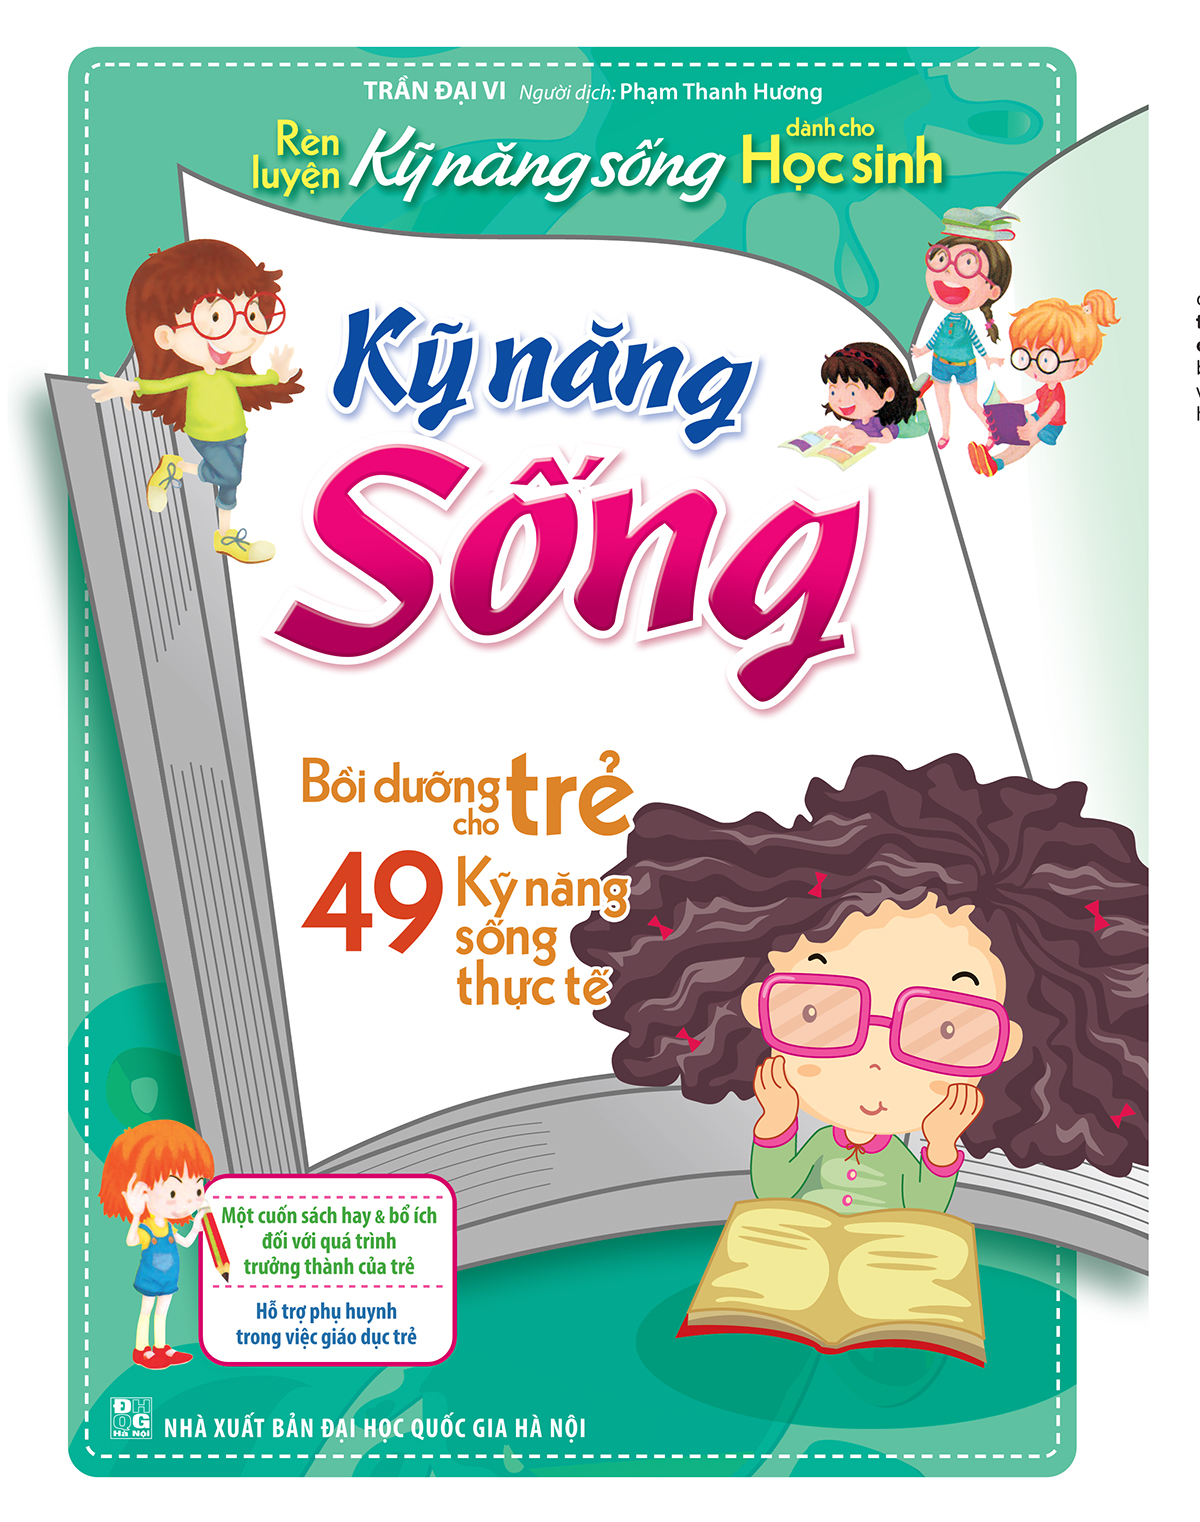 TRẦN ĐẠI VI Người dịch: Phạm Thanh Hương
Rèn luyện Kỹ năng sống dành cho Học sinh
Kỹ năng
Sống
Bồi dưỡng cho trẻ
49 Kỹ năng
sống
thực tế
Một cuốn sách hay & bổ ích
đối với quá trình
trưởng thành của trẻ
Hỗ trợ phụ huynh
trong việc giáo dục trẻ
ĐHQG Hà Nội
NHÀ XUẤT BẢN ĐẠI HỌC QUỐC GIA HÀ NỘI